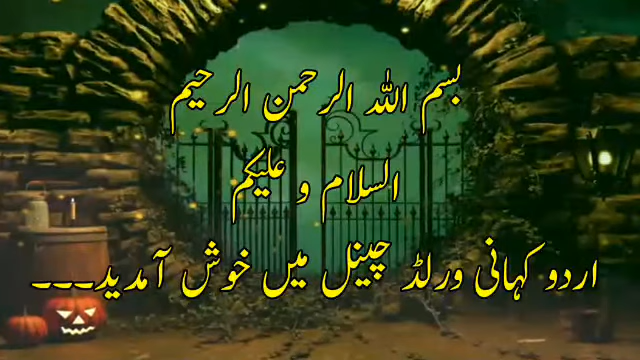 بسم اللہ الرحمن الرحیم
السلام و علیکم
اردو کہانی ورلڈ چینل میں خوش آمدید۔۔۔